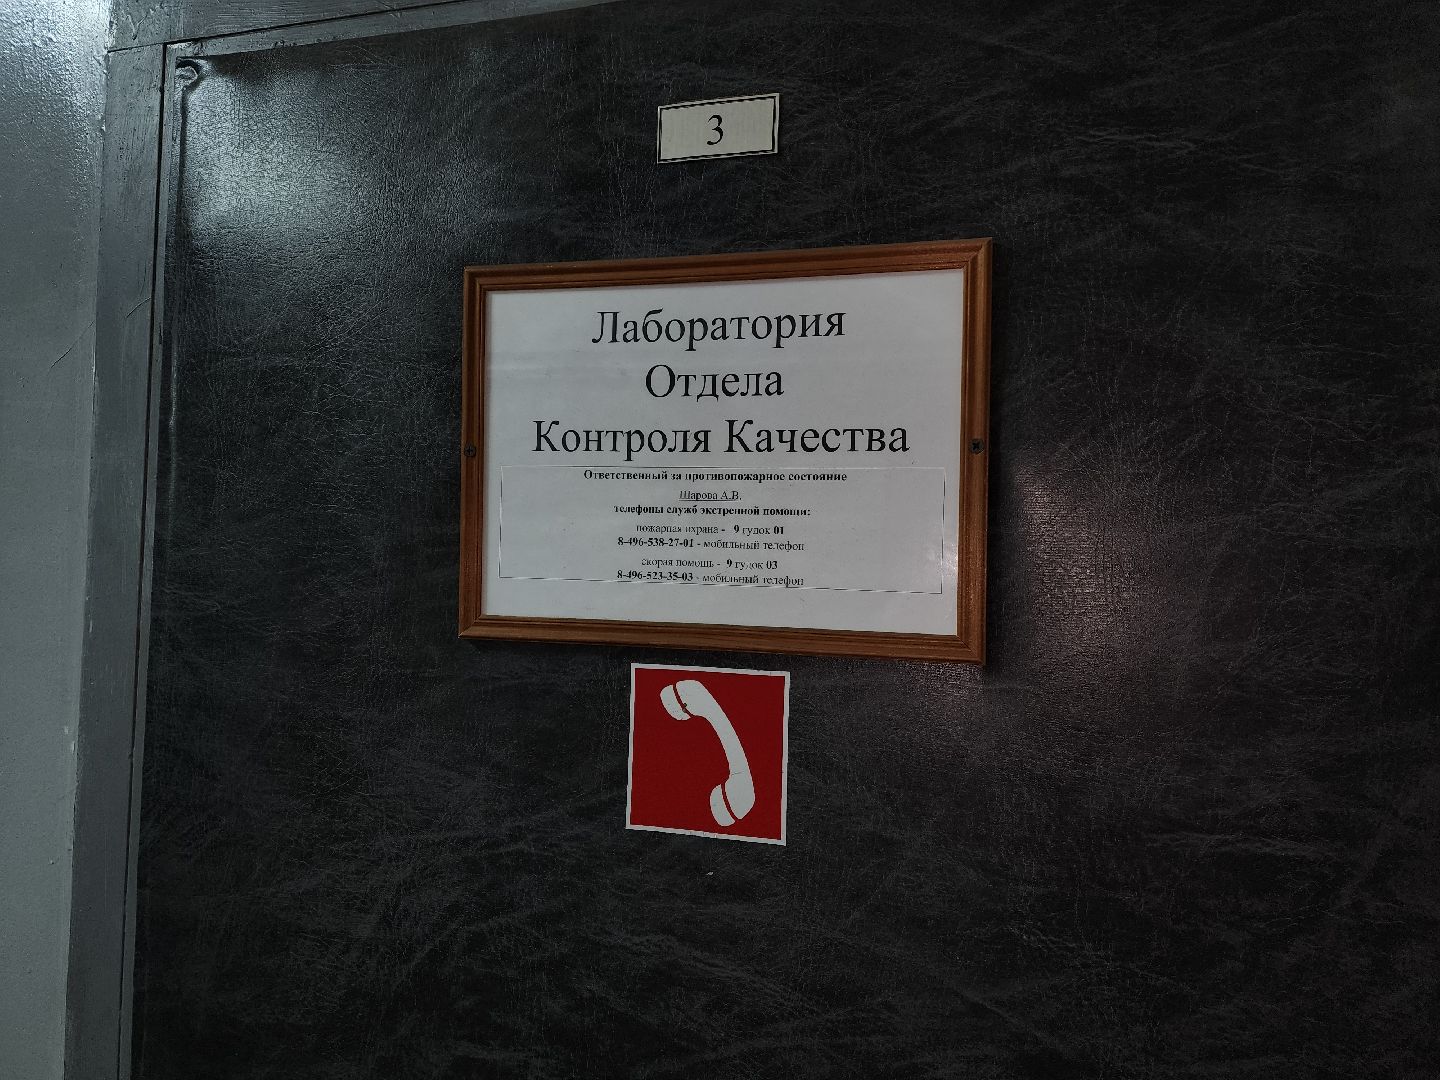 3
Лаборатория
Отдела
Контроля Качества
Ответственный за противопожарное состояние
Шарова А.В.
телефоны служб экстренной помощи:
пожарная охрана - 9 гудок 01
8-496-538-27-01 - мобильный телефон
скорая помощь - 9 гудок 03
8-496-523-35-03 - мобильный телефон